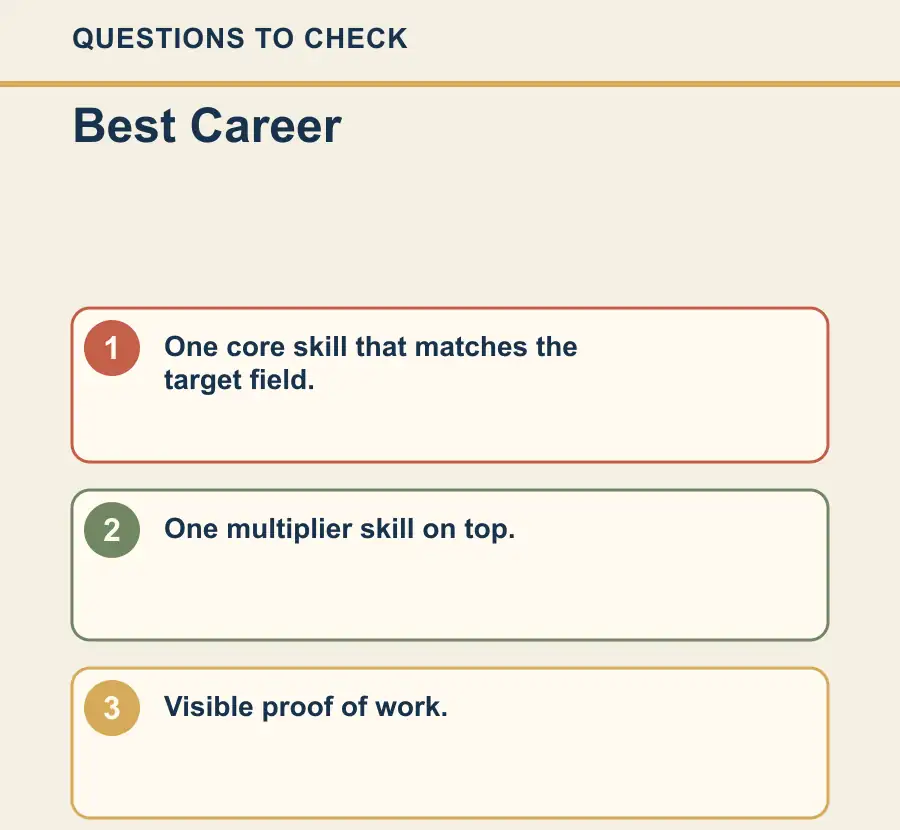 QUESTIONS TO CHECK
Best Career
1
One core skill that matches the
target field.
2
One multiplier skill on top.
3
Visible proof of work.